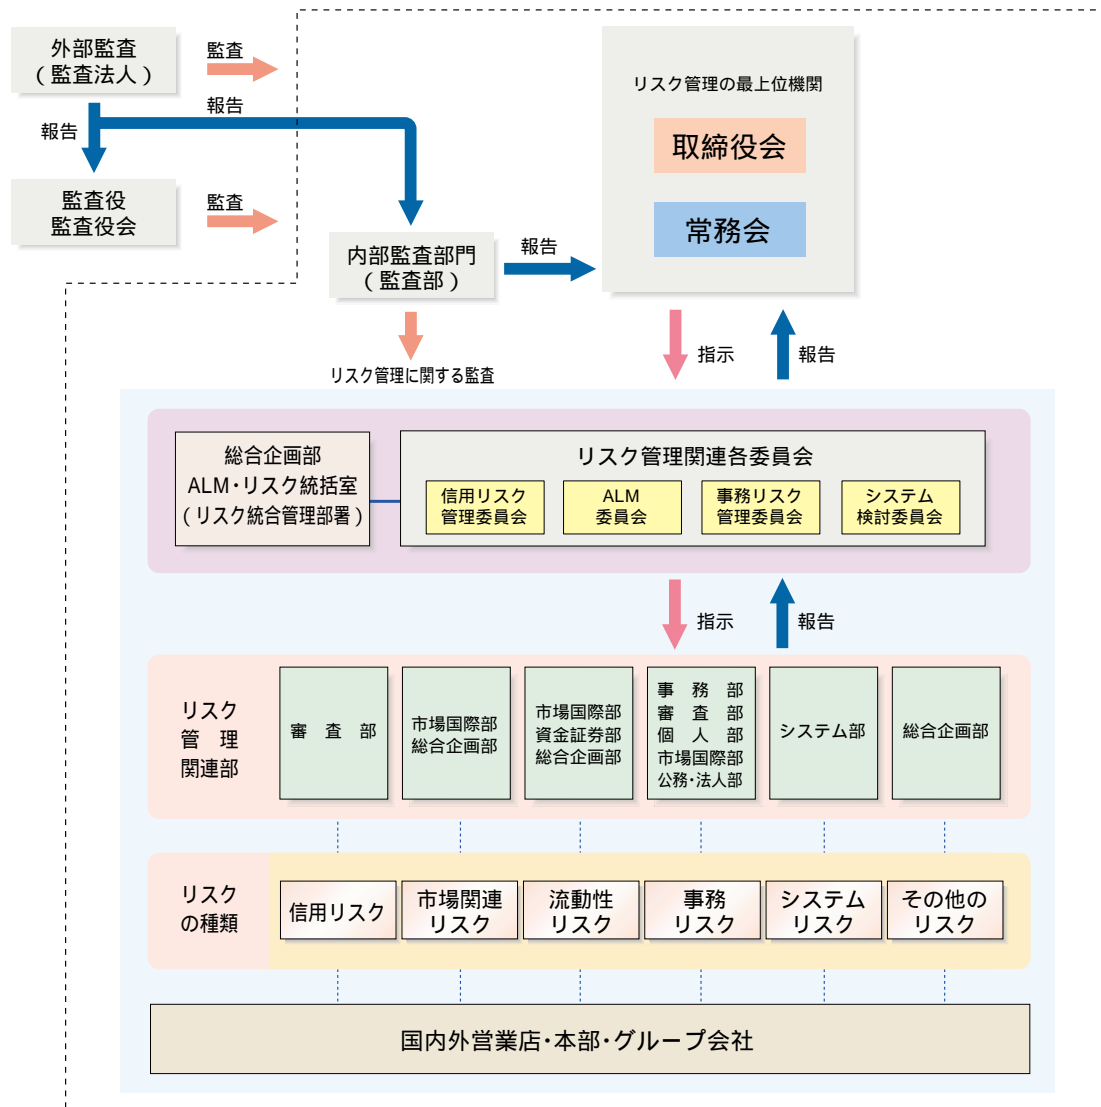 外部監査
（監査法人）
監査
報告
報告
監査役
監査役会
監査
内部監査部門
（監査部）
報告
リスク管理の最上位機関
取締役会
常務会
リスク管理に関する監査
指示
報告
総合企画部
ALM・リスク統括室
（リスク統合管理部署）
リスク管理関連各委員会
信用リスク
管理委員会
ALM
委員会
事務リスク
管理委員会
システム
検討委員会
指示
報告
リスク
管　理
関連部
審　査　部
市場国際部
総合企画部
市場国際部
資金証券部
総合企画部
事　務　部
審　査　部
個　人　部
市場国際部
公務・法人部
システム部
総合企画部
リスク
の種類
信用リスク
市場関連
リスク
流動性
リスク
事務
リスク
システム
リスク
その他の
リスク
国内外営業店・本部・グループ会社